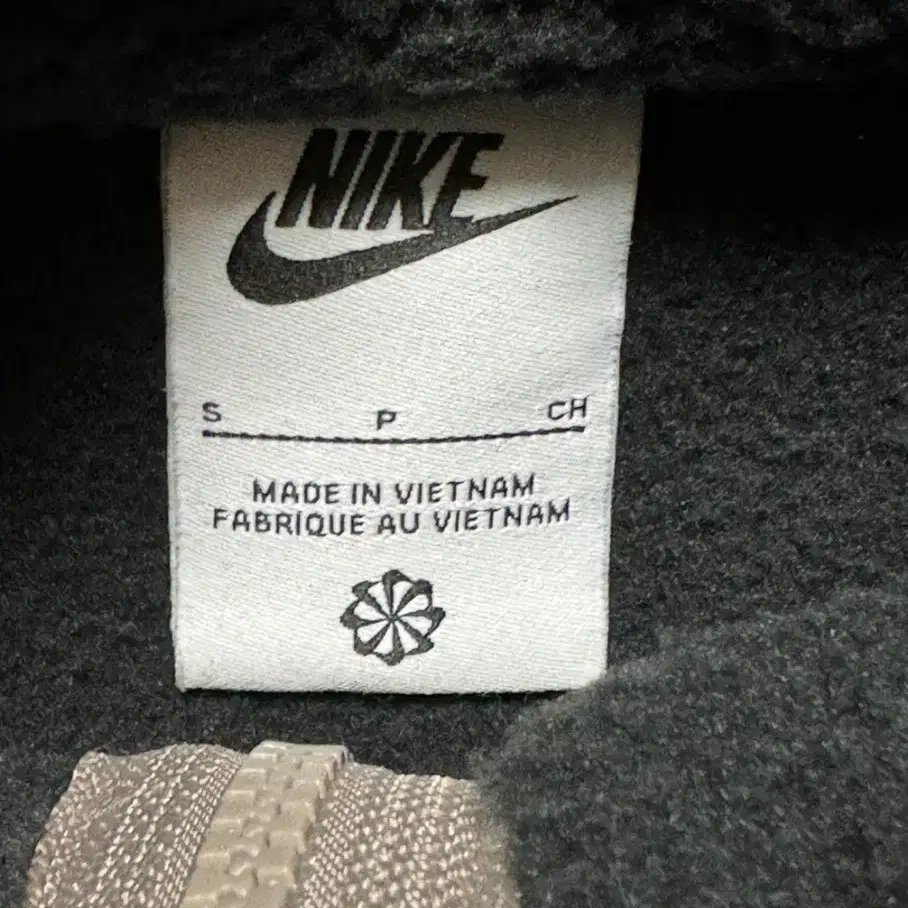 NIKE
S P CH
MADE IN VIETNAM
FABRIQUE AU VIETNAM